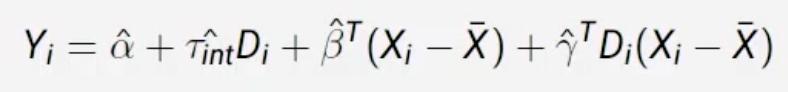 Yᵢ = α̂ + τ̂ᵢₙₜDᵢ + β̂ᵀ(Xᵢ − X̄) + γ̂ᵀDᵢ(Xᵢ − X̄)